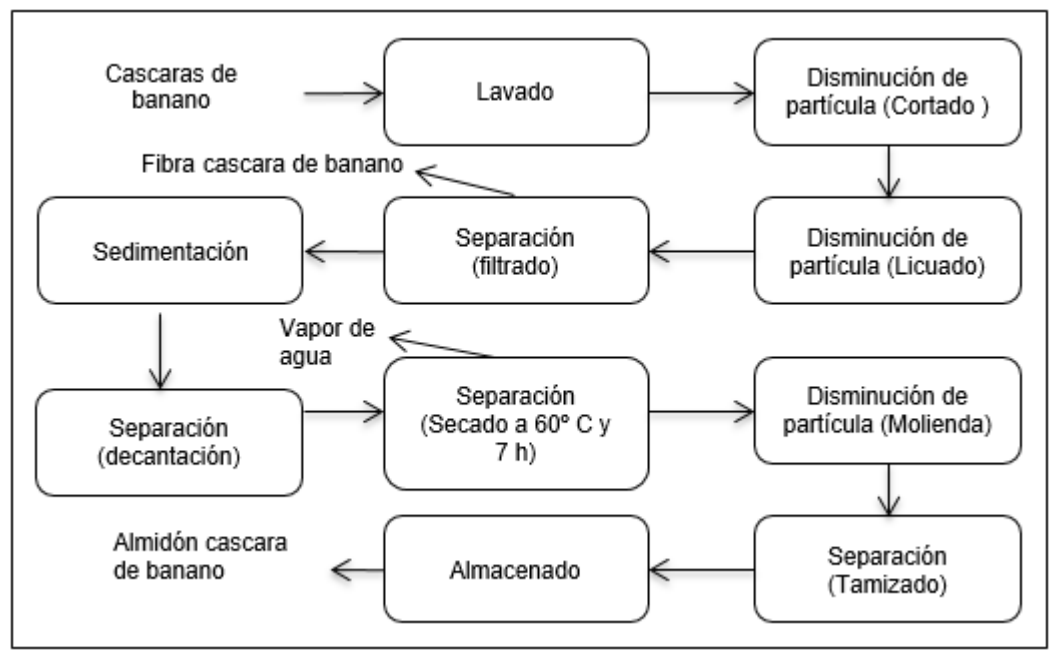 Cascaras de
banano
Lavado
Disminución de
partícula (Cortado )
Fibra cascara de banano
Disminución de
partícula (Licuado)
Separación
(filtrado)
Sedimentación
Separación
(decantación)
Vapor de
agua
Separación
(Secado a 60º C y
7 h)
Disminución de
partícula (Molienda)
Separación
(Tamizado)
Almacenado
Almidón cascara
de banano